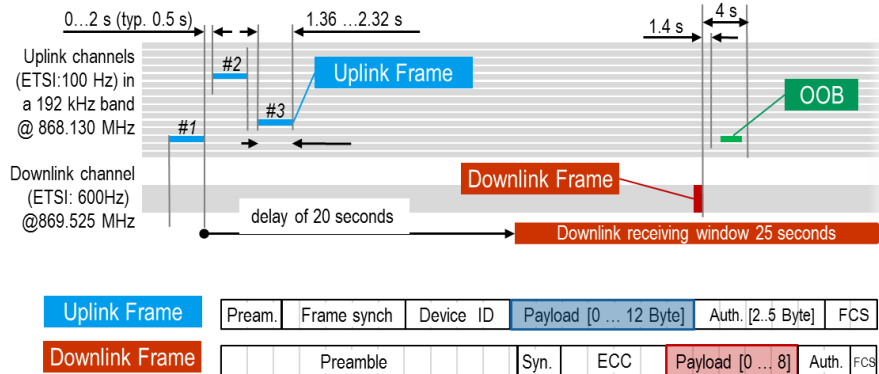 0…2 s (typ. 0.5 s)
1.36 …2.32 s
4 s
1.4 s
Uplink channels
(ETSI:100 Hz) in
a 192 kHz band
@ 868.130 MHz
#2
Uplink Frame
#3
OOB
#1
Downlink channel
(ETSI: 600Hz)
@869.525 MHz
Downlink Frame
delay of 20 seconds
Downlink receiving window 25 seconds
Uplink Frame
Pream.
Frame synch
Device ID
Payload [0 … 12 Byte]
Auth. [2..5 Byte]
FCS
Downlink Frame
Preamble
Syn.
ECC
Payload [0 … 8]
Auth.
FCS